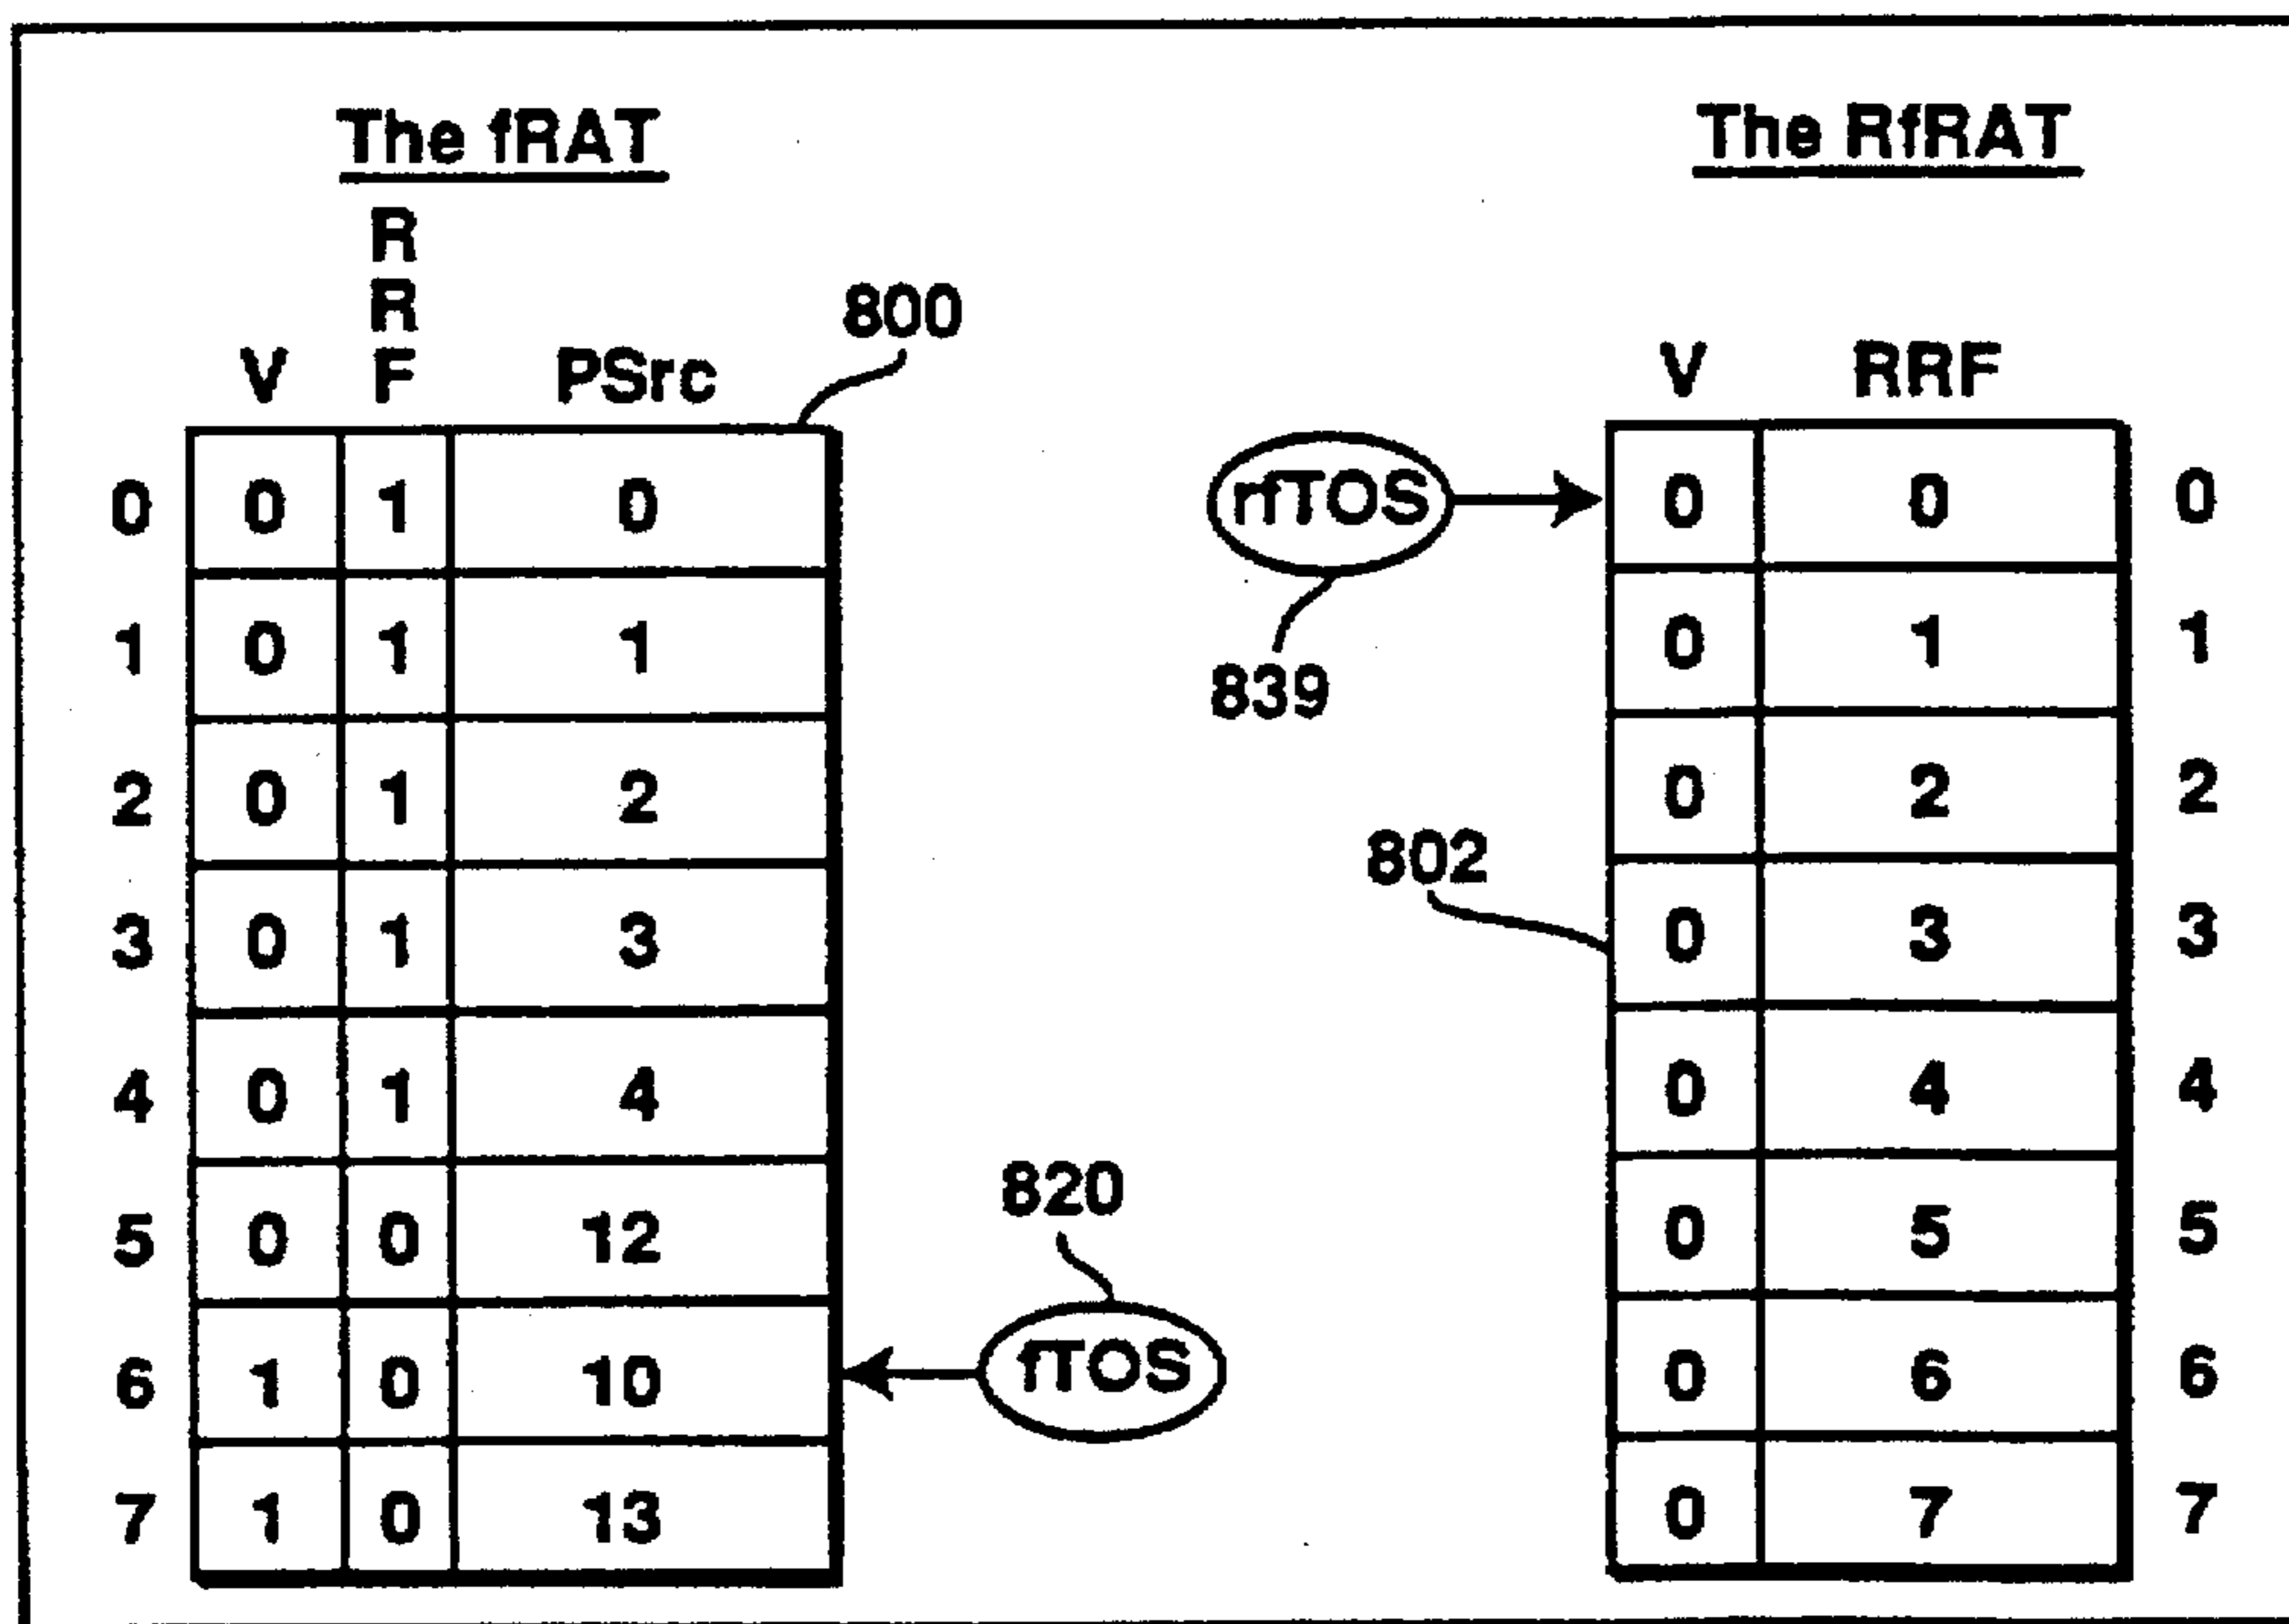 The fRAT
The RfRAT
R
R
V F PSrc 800
V RRF
0 0 1 0
rfTOS 0 0 0
1 0 1 1
839 0 1 1
2 0 1 2
0 2 2
3 0 1 3
802 0 3 3
4 0 1 4
0 4 4
5 0 0 12
820 0 5 5
6 1 0 10 fTOS
0 6 6
7 1 0 13
0 7 7